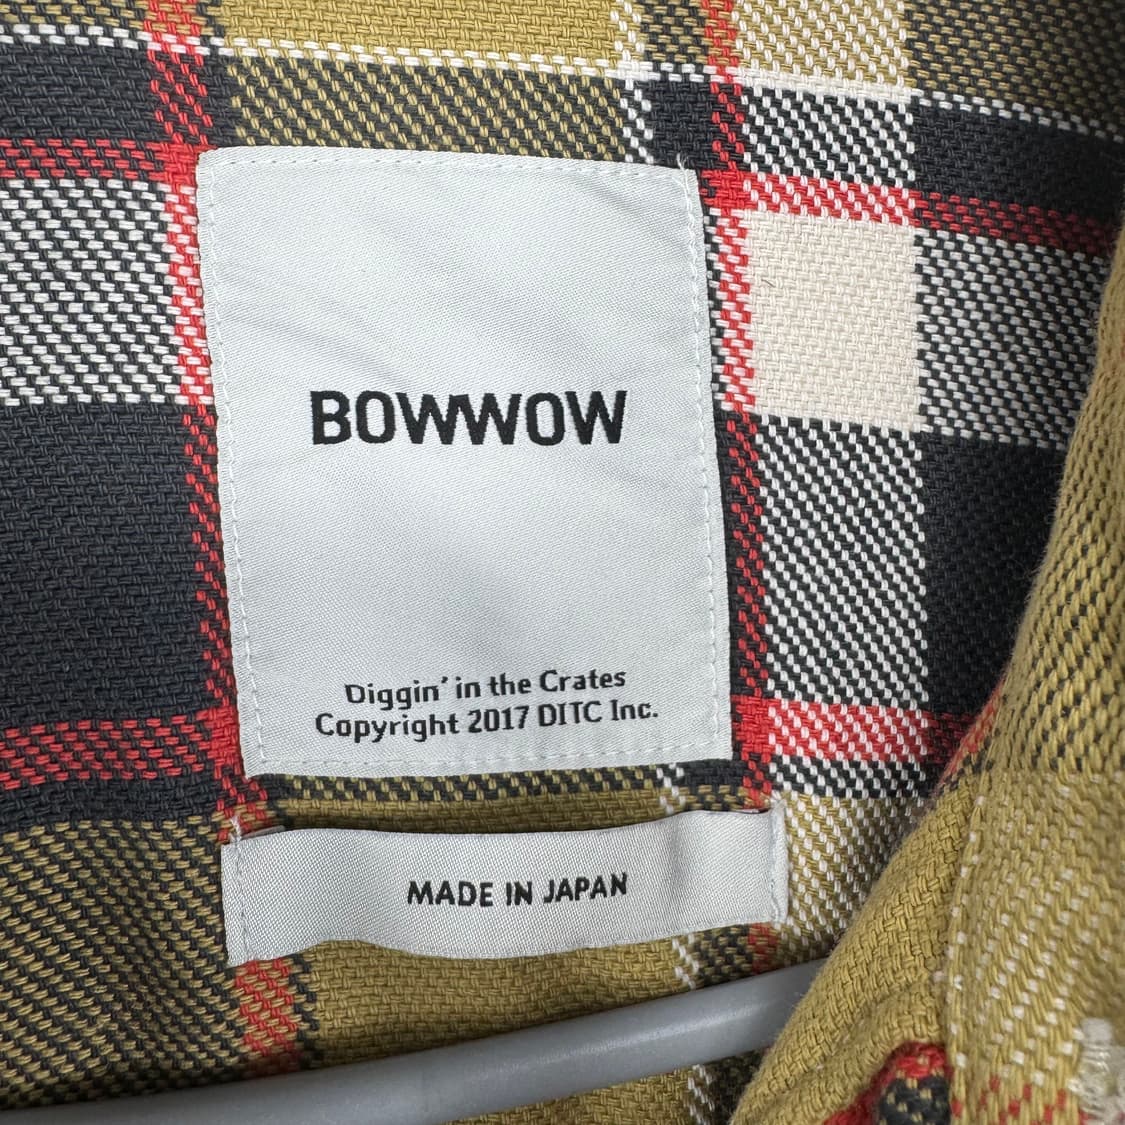 BOWWOW
Diggin' in the Crates
Copyright 2017 DITC Inc.
MADE IN JAPAN